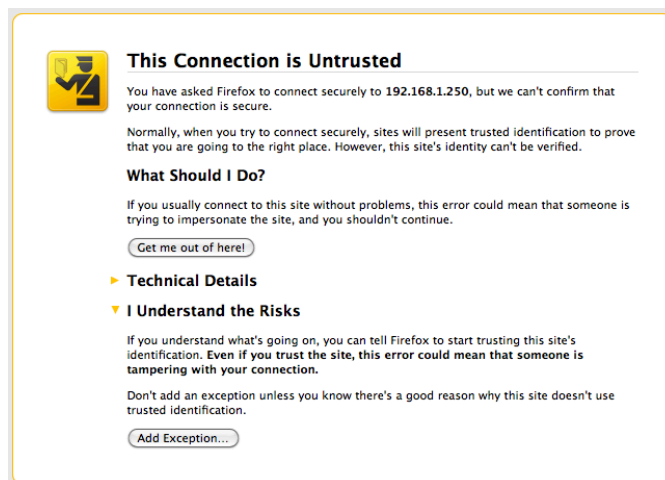 This Connection is Untrusted
You have asked Firefox to connect securely to 192.168.1.250, but we can't confirm that
your connection is secure.
Normally, when you try to connect securely, sites will present trusted identification to prove
that you are going to the right place. However, this site's identity can't be verified.
What Should I Do?
If you usually connect to this site without problems, this error could mean that someone is
trying to impersonate the site, and you shouldn't continue.
Get me out of here!
Technical Details
I Understand the Risks
If you understand what's going on, you can tell Firefox to start trusting this site's
identification. Even if you trust the site, this error could mean that someone is
tampering with your connection.
Don't add an exception unless you know there's a good reason why this site doesn't use
trusted identification.
Add Exception...